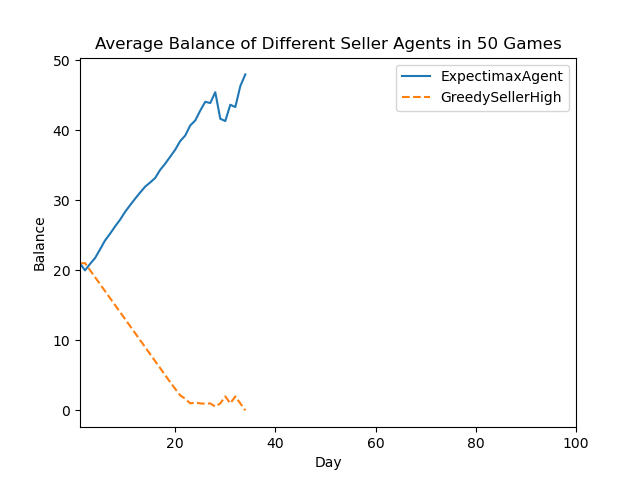 Average Balance of Different Seller Agents in 50 Games
ExpectimaxAgent
GreedySellerHigh
50
40
30
20
10
0
Balance
20
40
60
80
100
Day